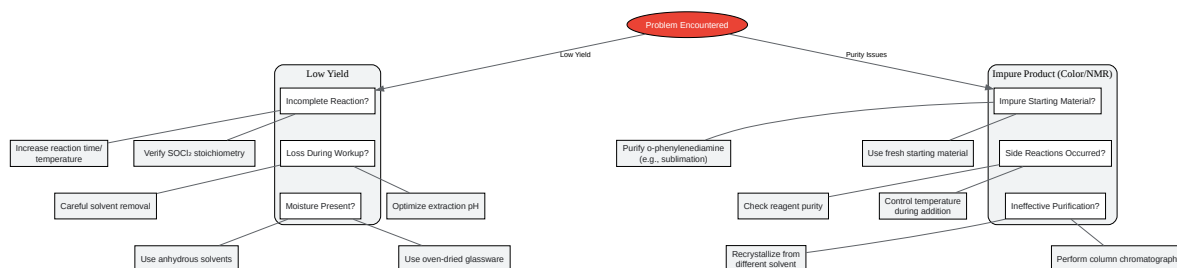 Problem Encountered
Low Yield
Purity Issues
Low Yield
Impure Product (Color/NMR)
Incomplete Reaction?
Impure Starting Material?
Increase reaction time/
temperature
Verify SOCl₂ stoichiometry
Loss During Workup?
Purify o-phenylenediamine
(e.g., sublimation)
Use fresh starting material
Side Reactions Occurred?
Careful solvent removal
Moisture Present?
Optimize extraction pH
Check reagent purity
Control temperature
during addition
Ineffective Purification?
Use anhydrous solvents
Use oven-dried glassware
Recrystallize from
different solvent
Perform column chromatograph